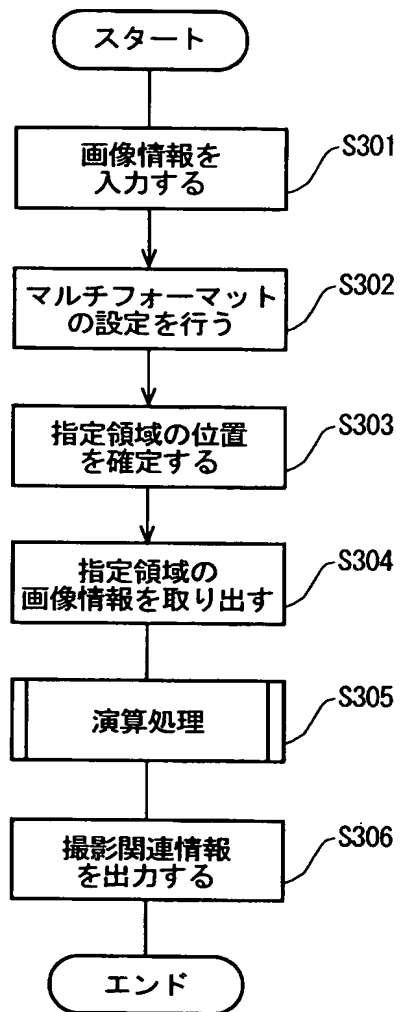 スタート
画像情報を
入力する
S301
マルチフォーマット
の設定を行う
S302
指定領域の位置
を確定する
S303
指定領域の
画像情報を取り出す
S304
演算処理
S305
撮影関連情報
を出力する
S306
エンド